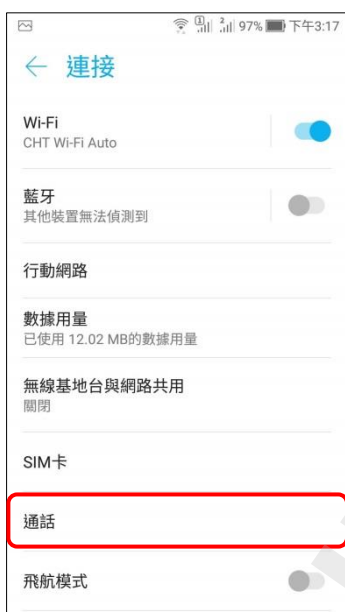 1 2 97% 下午3:17
連接
Wi-Fi
CHT Wi-Fi Auto
藍牙
其他裝置無法偵測到
行動網路
數據用量
已使用 12.02 MB的數據用量
無線基地台與網路共用
關閉
SIM卡
通話
飛航模式